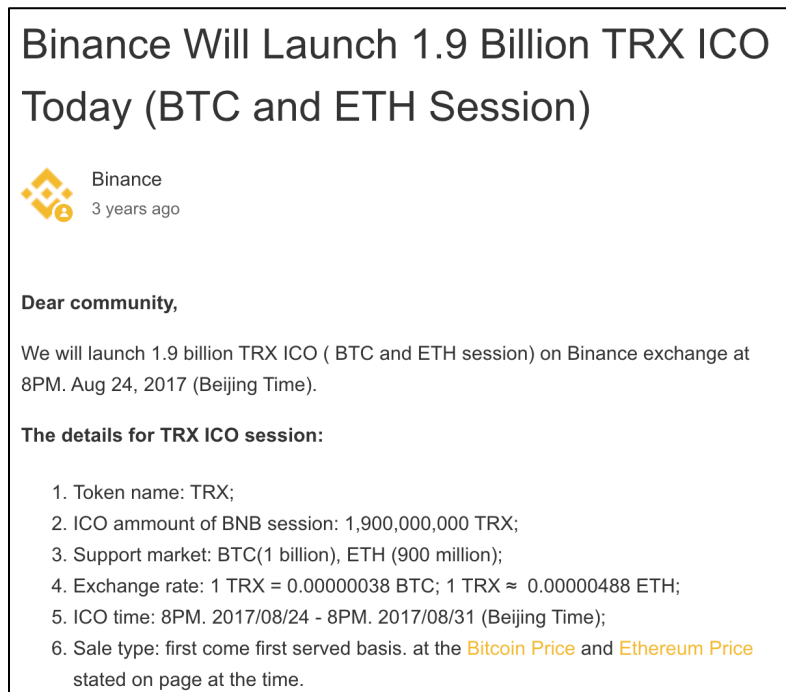 Binance Will Launch 1.9 Billion TRX ICO
Today (BTC and ETH Session)
Binance
3 years ago
Dear community,
We will launch 1.9 billion TRX ICO ( BTC and ETH session) on Binance exchange at
8PM. Aug 24, 2017 (Beijing Time).
The details for TRX ICO session:
1. Token name: TRX;
2. ICO ammount of BNB session: 1,900,000,000 TRX;
3. Support market: BTC(1 billion), ETH (900 million);
4. Exchange rate: 1 TRX = 0.00000038 BTC; 1 TRX ≈ 0.00000488 ETH;
5. ICO time: 8PM. 2017/08/24 - 8PM. 2017/08/31 (Beijing Time);
6. Sale type: first come first served basis. at the Bitcoin Price and Ethereum Price
stated on page at the time.